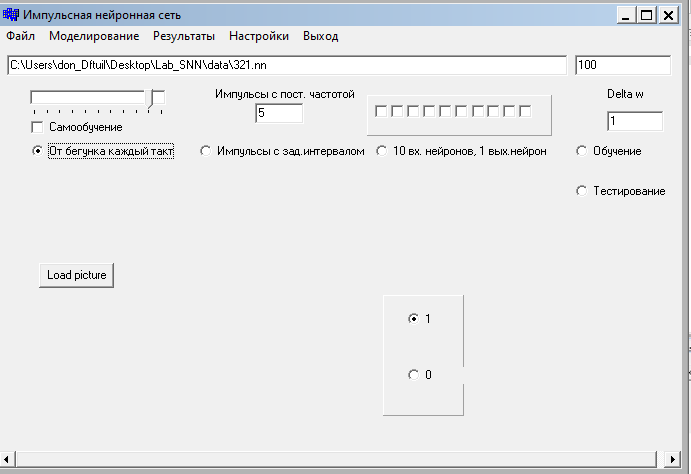 Импульсная нейронная сеть
Файл Моделирование Результаты Настройки Выход
C:\Users\don_Dftuil\Desktop\Lab_SNN\data\321.nn 100
Импульсы с пост. частотой Delta w
5 1
Самообучение
От бегунка каждый такт Импульсы с зад.интервалом 10 вх. нейронов, 1 вых.нейрон Обучение
Тестирование
Load picture
1
0